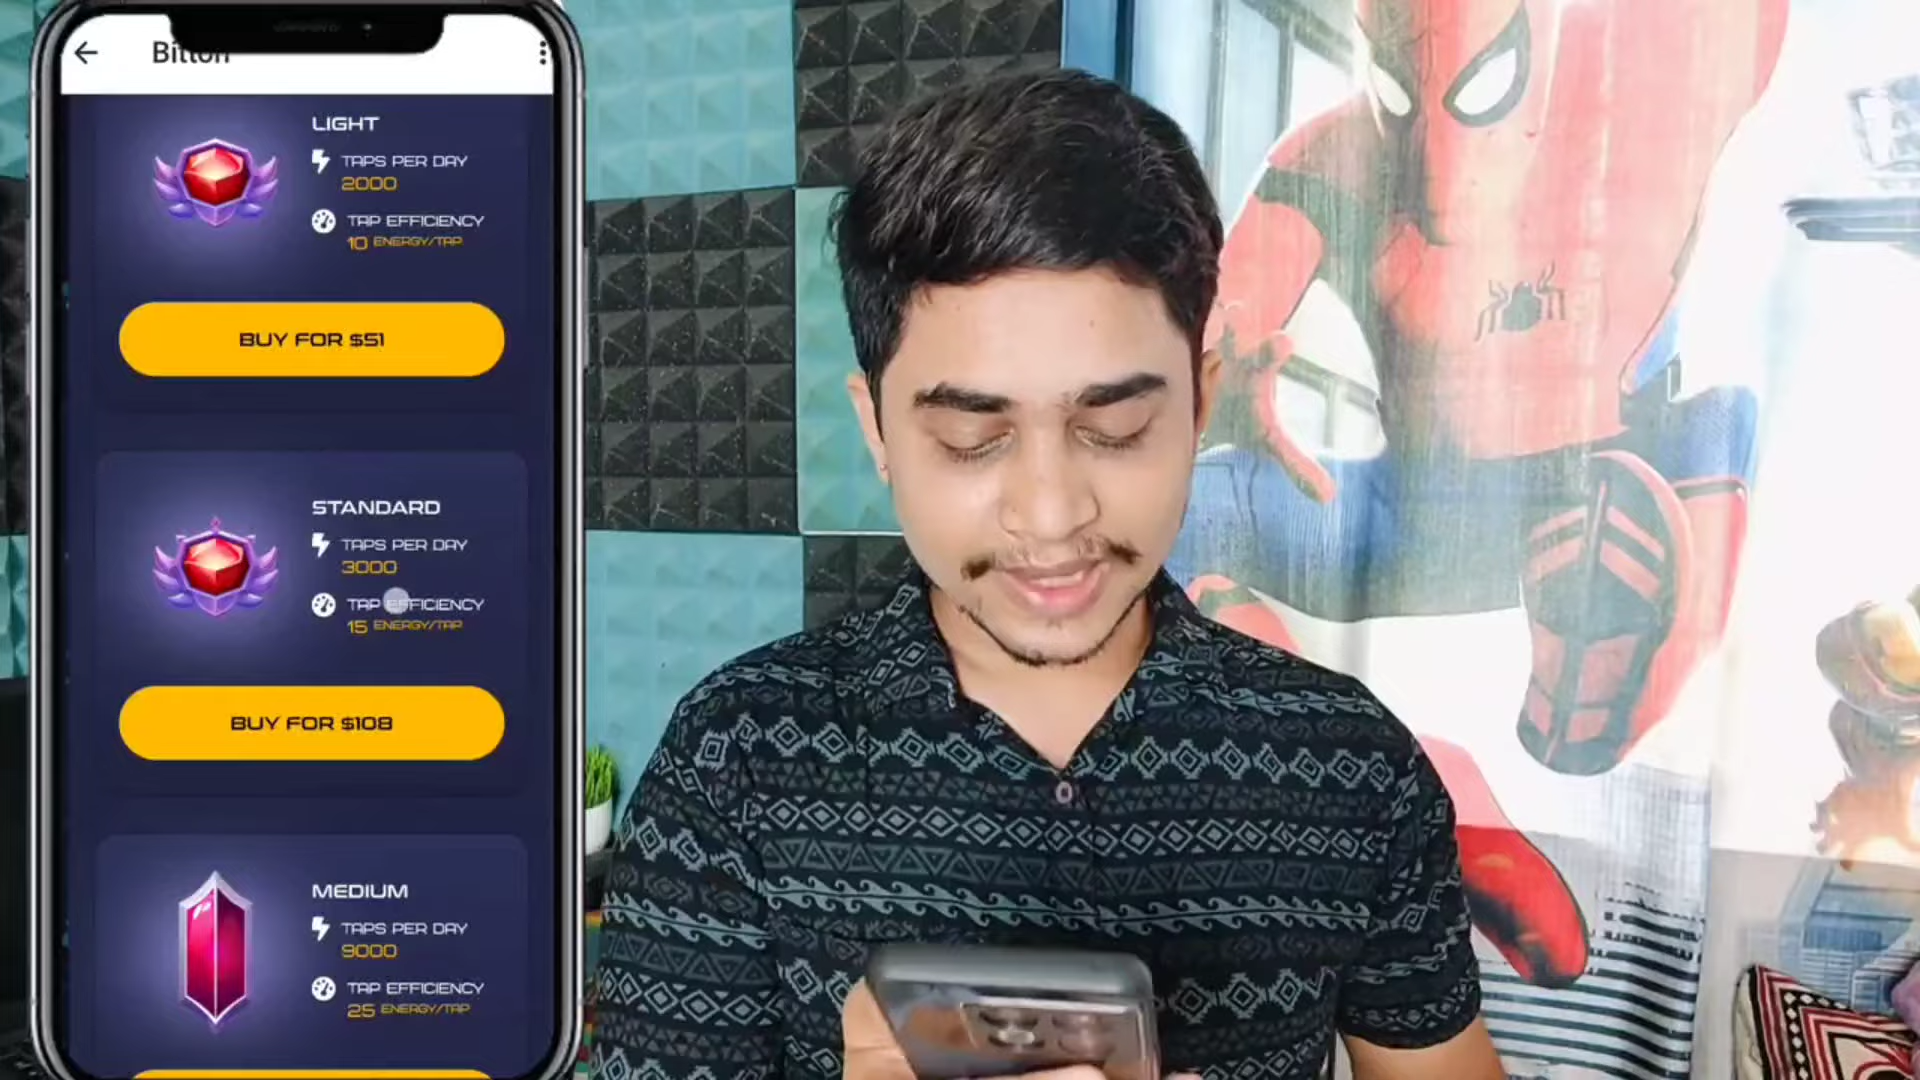 Bitton
LIGHT
TAPS PER DAY
2000
TAP EFFICIENCY
10 ENERGY/TAP
BUY FOR $51
STANDARD
TAPS PER DAY
3000
TAP EFFICIENCY
15 ENERGY/TAP
BUY FOR $108
MEDIUM
TAPS PER DAY
9000
TAP EFFICIENCY
25 ENERGY/TAP